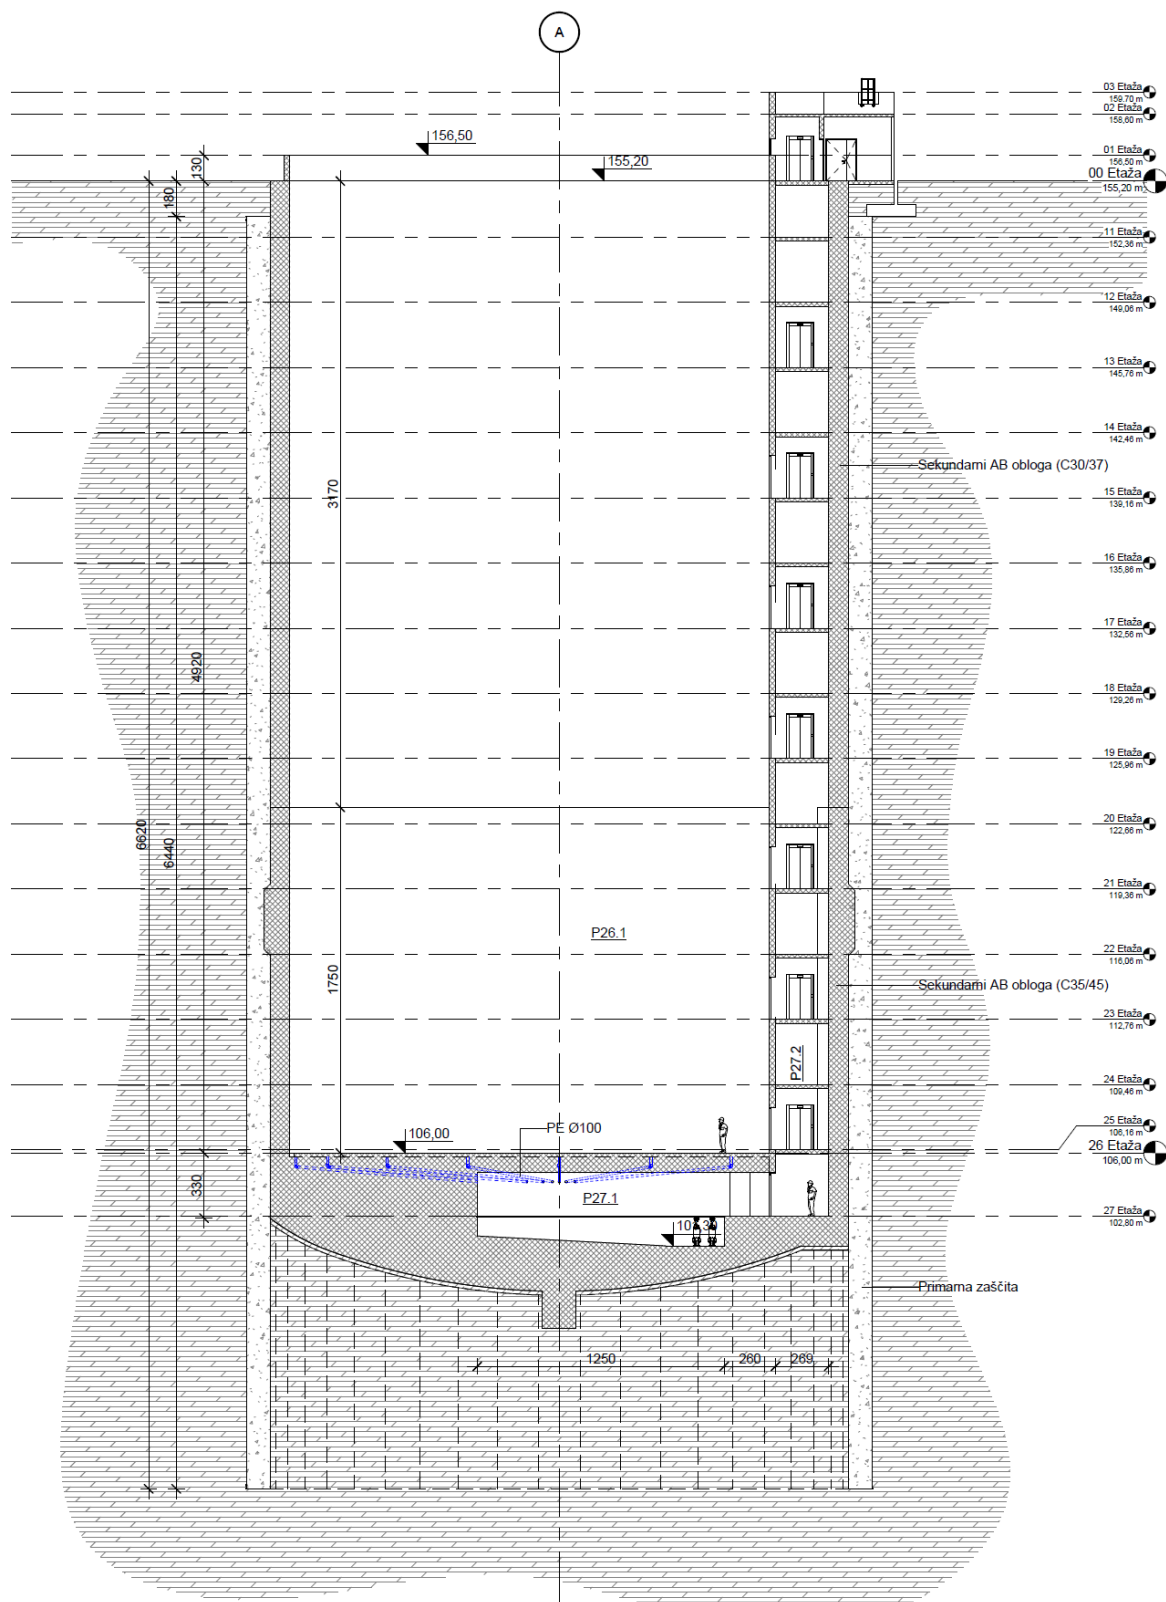 A
03 Etaža
159,70 m
02 Etaža
158,60 m
156,50
01 Etaža
156,50 m
130
155,20
00 Etaža
155,20 m
180
11 Etaža
152,36 m
12 Etaža
149,06 m
13 Etaža
145,76 m
14 Etaža
142,46 m
Sekundarni AB obloga (C30/37)
3170
15 Etaža
139,16 m
16 Etaža
135,86 m
17 Etaža
132,56 m
4920
18 Etaža
129,26 m
19 Etaža
125,96 m
20 Etaža
122,66 m
6620
6440
21 Etaža
119,36 m
P26.1
22 Etaža
116,06 m
1750
Sekundarni AB obloga (C35/45)
23 Etaža
112,76 m
P27.2
24 Etaža
109,46 m
25 Etaža
106,16 m
106,00
PE Ø100
26 Etaža
106,00 m
330
P27.1
27 Etaža
102,80 m
Primarna zaščita
1250
260
269